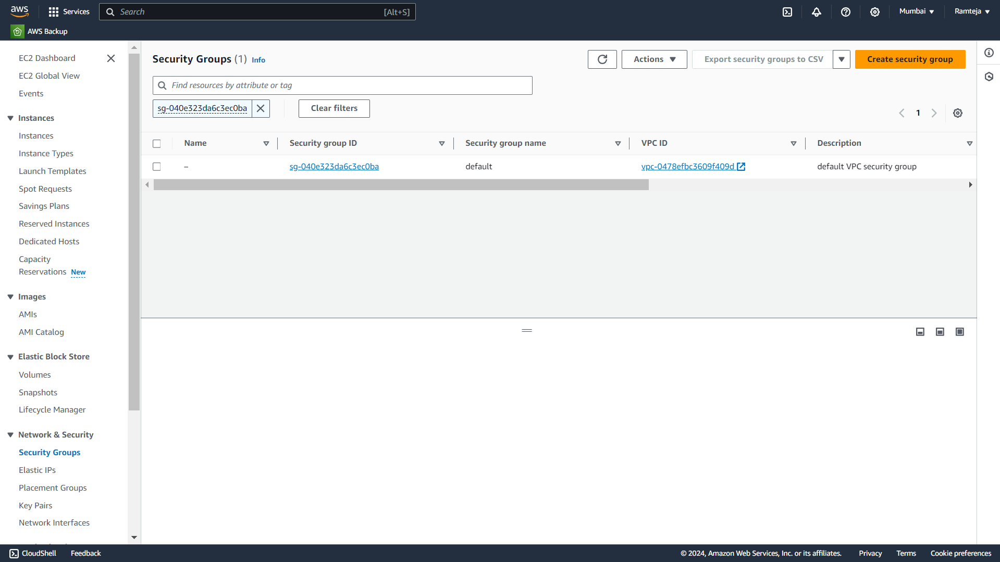 aws
Services
Search
[Alt+S]
Mumbai
Ramteja
AWS Backup
EC2 Dashboard
EC2 Global View
Events
Instances
Instances
Instance Types
Launch Templates
Spot Requests
Savings Plans
Reserved Instances
Dedicated Hosts
Capacity
Reservations New
Images
AMIs
AMI Catalog
Elastic Block Store
Volumes
Snapshots
Lifecycle Manager
Network & Security
Security Groups
Elastic IPs
Placement Groups
Key Pairs
Network Interfaces
Security Groups (1) Info
Actions
Export security groups to CSV
Create security group
Find resources by attribute or tag
sg-040e323da6c3ec0ba
Clear filters
1
Name Security group ID Security group name VPC ID Description
– sg-040e323da6c3ec0ba default vpc-0478efbc3609f409d default VPC security group
CloudShell
Feedback
© 2024, Amazon Web Services, Inc. or its affiliates.
Privacy
Terms
Cookie preferences